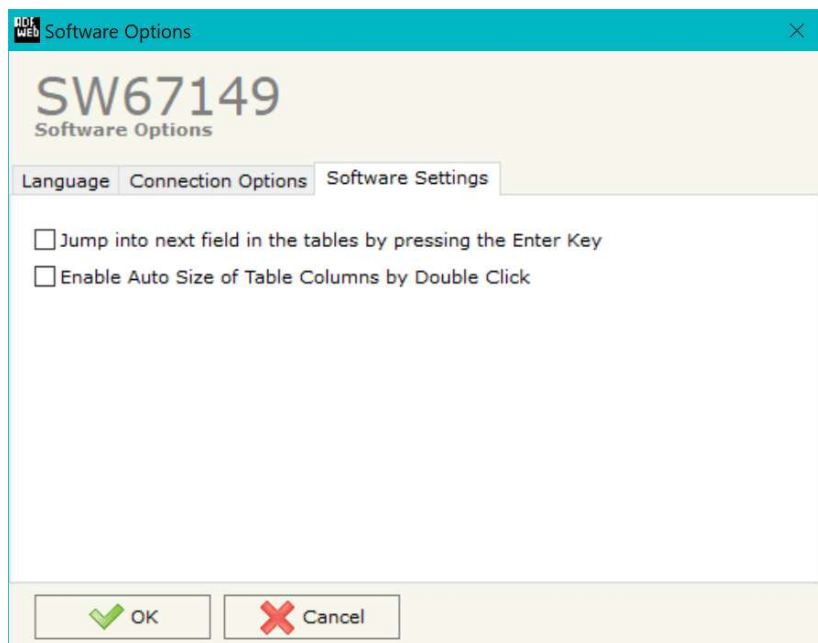 ADF
WEB Software Options
SW67149
Software Options
Language Connection Options Software Settings
Jump into next field in the tables by pressing the Enter Key
Enable Auto Size of Table Columns by Double Click
OK Cancel